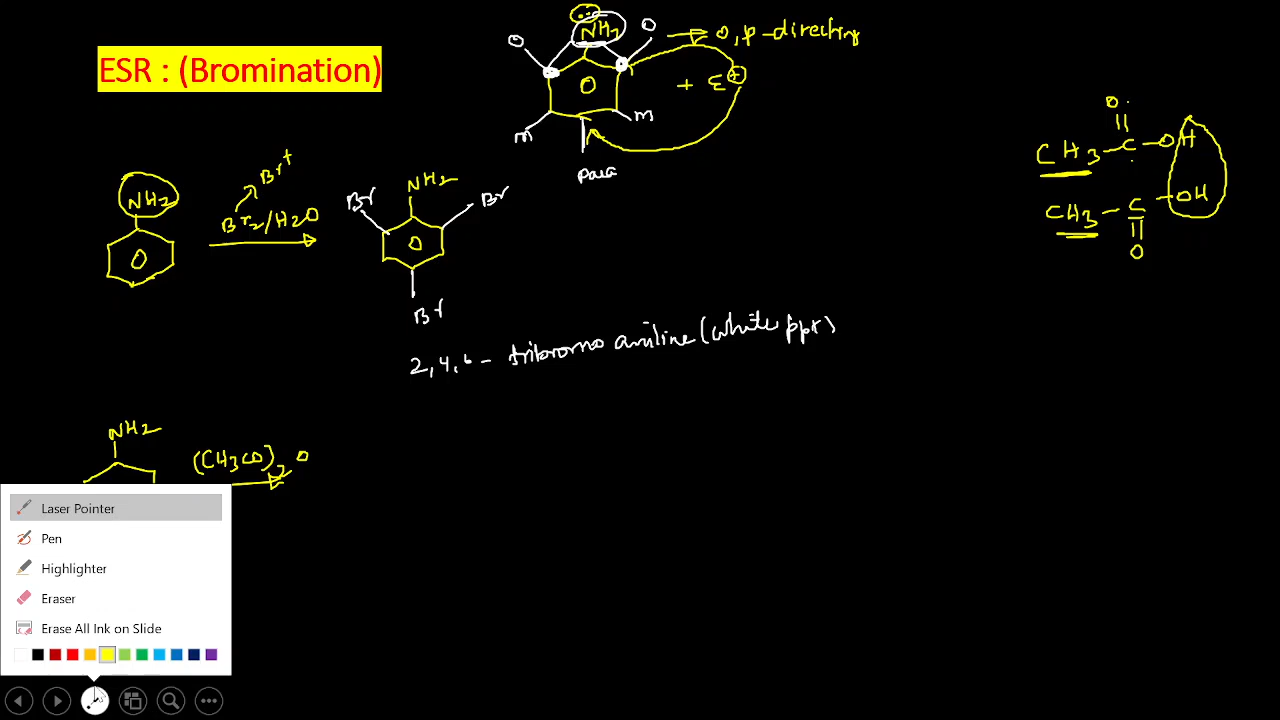 ESR : (Bromination)
NH2
O
O
→ O, p-directing
+ E+
m
m
para
Br+
NH2
Br2/H2O
Br
NH2
Br
Br
2,4,6 - tribromo aniline (white ppt)
O
CH3 - C - OH
CH3 - C - OH
O
NH2
(CH3CO)2O
Laser Pointer
Pen
Highlighter
Eraser
Erase All Ink on Slide